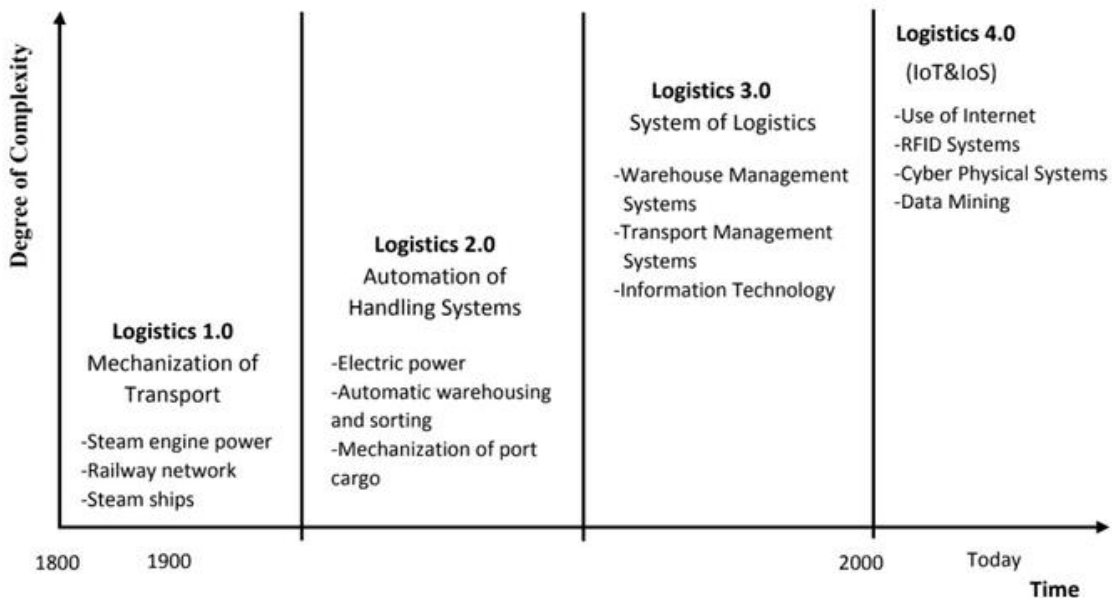 Degree of Complexity
Logistics 1.0
Mechanization of
Transport
-Steam engine power
-Railway network
-Steam ships
Logistics 2.0
Automation of
Handling Systems
-Electric power
-Automatic warehousing
and sorting
-Mechanization of port
cargo
Logistics 3.0
System of Logistics
-Warehouse Management
Systems
-Transport Management
Systems
-Information Technology
Logistics 4.0
(IoT&IoS)
-Use of Internet
-RFID Systems
-Cyber Physical Systems
-Data Mining
1800
1900
2000
Today
Time